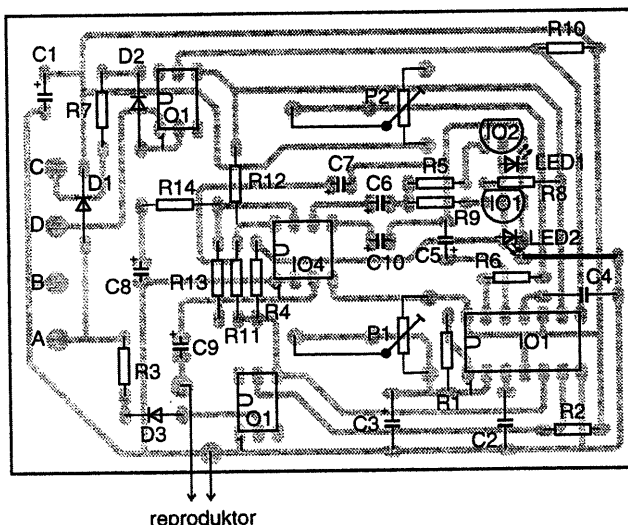 R10
C1
D2
P2
R7
O1
IO2
C7
R5
LED1
C
D1
R12
C6
R8
R14
R9
IO1
D
LED2
IO4
C10
C5
R6
B
C8
R13
C4
R11
R4
A
C9
P1
R3
R1
IO1
O1
D3
C3
C2
R2
reproduktor